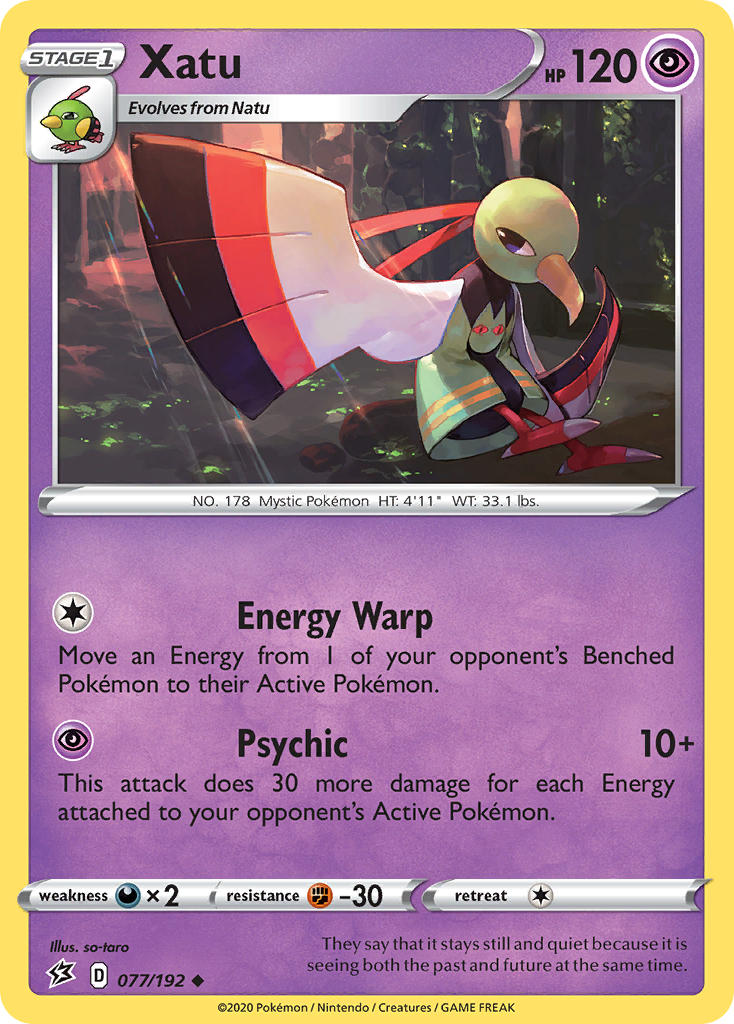 STAGE1
Xatu
HP 120
Evolves from Natu
NO. 178 Mystic Pokémon HT: 4'11" WT: 33.1 lbs.
Energy Warp
Move an Energy from 1 of your opponent's Benched
Pokémon to their Active Pokémon.
Psychic 10+
This attack does 30 more damage for each Energy
attached to your opponent's Active Pokémon.
weakness ×2 resistance -30 retreat
Illus. so-taro
They say that it stays still and quiet because it is
seeing both the past and future at the same time.
D 077/192
©2020 Pokémon / Nintendo / Creatures / GAME FREAK